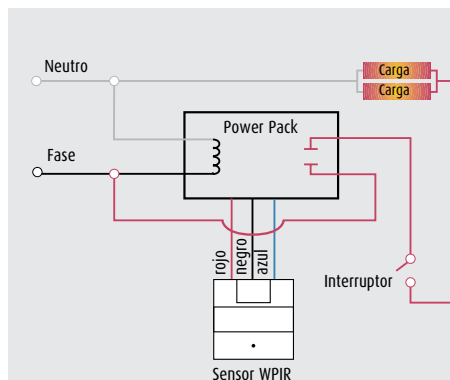 Neutro
Carga
Carga
Power Pack
Fase
rojo
negro
azul
Interruptor
Sensor WPIR